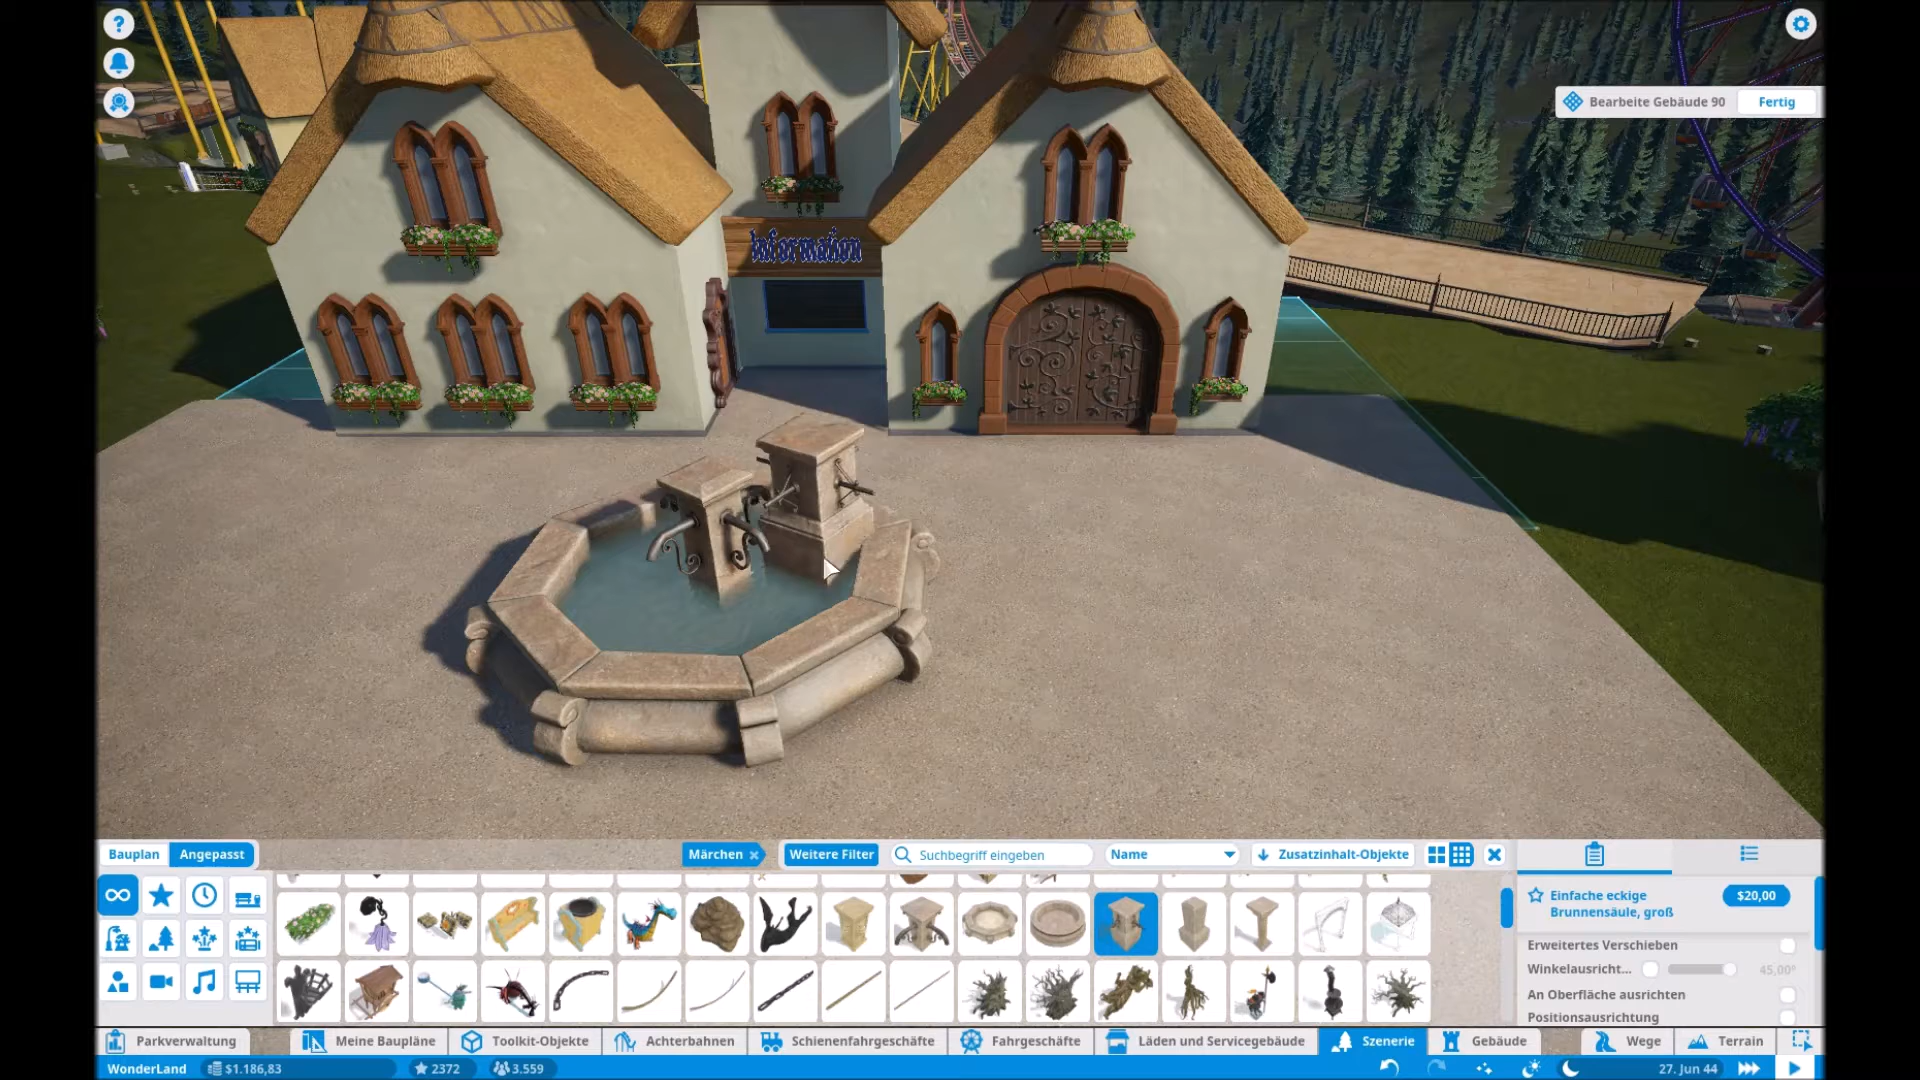 ?
Bearbeite Gebäude 90
Fertig
Information
Bauplan
Angepasst
Märchen
Weitere Filter
Suchbegriff eingeben
Name
Zusatzinhalt-Objekte
Einfache eckige
Brunnensäule, groß
$20,00
Erweitertes Verschieben
Winkelausricht...
45,00°
An Oberfläche ausrichten
Positionsausrichtung
Parkverwaltung
Meine Baupläne
Toolkit-Objekte
Achterbahnen
Schienenfahrgeschäfte
Fahrgeschäfte
Läden und Servicegebäude
Szenerie
Gebäude
Wege
Terrain
WonderLand
$1.186,83
2372
3.559
27. Jun 44